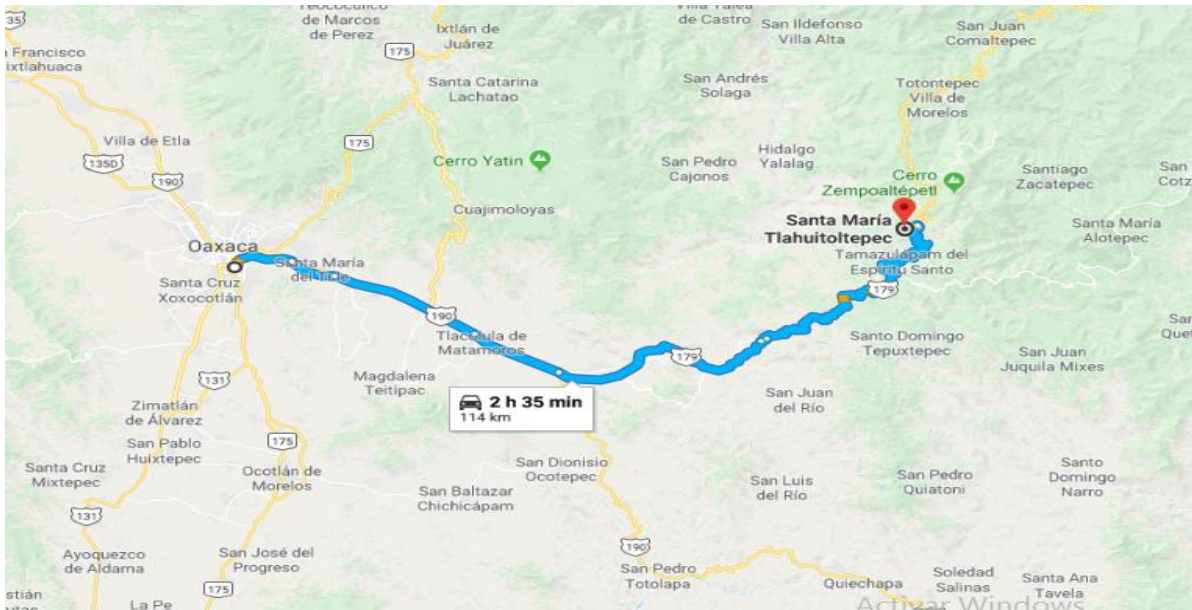 35
Teococuilco
de Marcos
de Perez
Ixtlán de
Juárez
Villa Talea
de Castro
San Ildefonso
Villa Alta
San Juan
Comaltepec
Francisco
175
Santa Catarina
Lachatao
San Andrés
Solaga
Totontepec
Villa de
Morelos
Villa de Etla
175
135D
190
Cerro Yatin
San Pedro
Cajonos
Hidalgo
Yalalag
Cerro
Zempoaltépetl
Santiago
Zacatepec
San
Cotz
Cuajimoloyas
Santa María
Tlahuitoltepec
Santa María
Alotepec
Oaxaca
Santa María
del Tule
Tamazulapam del
Espíritu Santo
Santa Cruz
Xoxocotlán
179
190
Tlacolula de
Matamoros
179
Santo Domingo
Tepuxtepec
San Juan
Juquila Mixes
Magdalena
Teitipac
131
2 h 35 min
114 km
San Juan
del Río
Zimatlán
de Álvarez
San Pablo
Huixtepec
175
Santa Cruz
Mixtepec
Ocotlán de
Morelos
San Dionisio
Ocotepec
San Baltazar
Chichicápam
San Luis
del Río
San Pedro
Quiatoni
Santo
Domingo
Narro
131
Ayoquezco
de Aldama
San José del
Progreso
190
San Pedro
Totolapa
175
La Pe
Quiechapa
Soledad
Salinas
Santa Ana
Tavela
Activar Windows